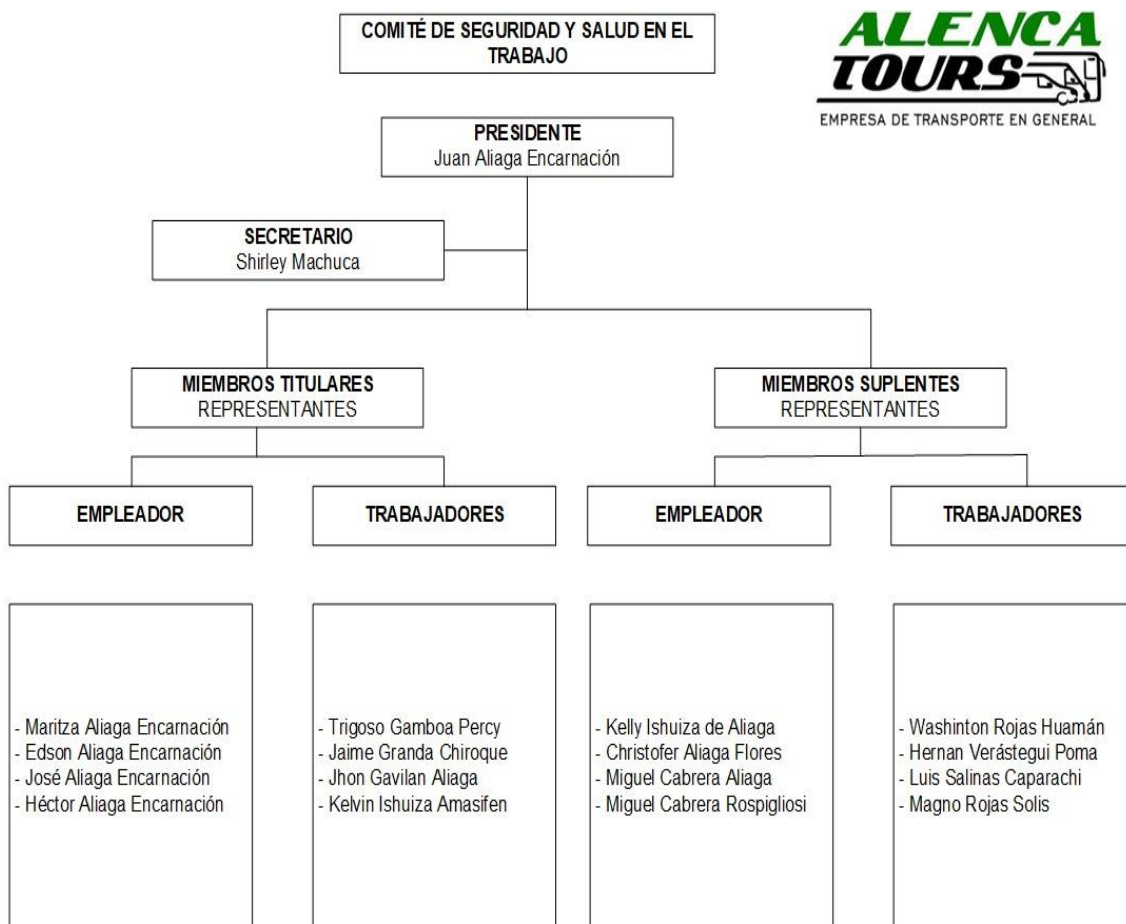 COMITÉ DE SEGURIDAD Y SALUD EN EL
TRABAJO
ALENCA
TOURS
EMPRESA DE TRANSPORTE EN GENERAL
PRESIDENTE
Juan Aliaga Encarnación
SECRETARIO
Shirley Machuca
MIEMBROS TITULARES
REPRESENTANTES
MIEMBROS SUPLENTES
REPRESENTANTES
EMPLEADOR
TRABAJADORES
EMPLEADOR
TRABAJADORES
- Maritza Aliaga Encarnación
- Edson Aliaga Encarnación
- José Aliaga Encarnación
- Héctor Aliaga Encarnación
- Trigoso Gamboa Percy
- Jaime Granda Chiroque
- Jhon Gavilan Aliaga
- Kelvin Ishuiza Amasifen
- Kelly Ishuiza de Aliaga
- Christofer Aliaga Flores
- Miguel Cabrera Aliaga
- Miguel Cabrera Rospigliosi
- Washinton Rojas Huamán
- Hernan Verástegui Poma
- Luis Salinas Caparachi
- Magno Rojas Solis